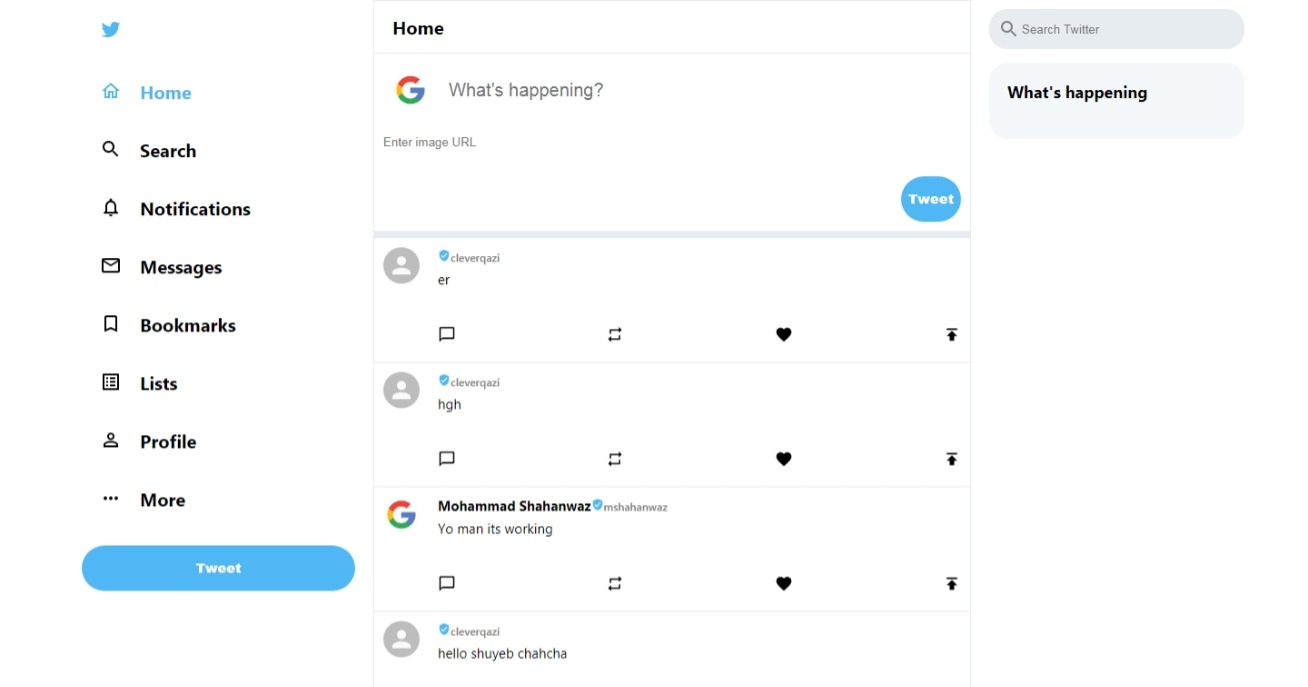 Home
Search
Notifications
Messages
Bookmarks
Lists
Profile
More
Tweet
Home
What's happening?
Enter image URL
Tweet
cleverqazi
er
cleverqazi
hgh
Mohammad Shahanwaz mshahanwaz
Yo man its working
cleverqazi
hello shuyeb chahcha
Search Twitter
What's happening